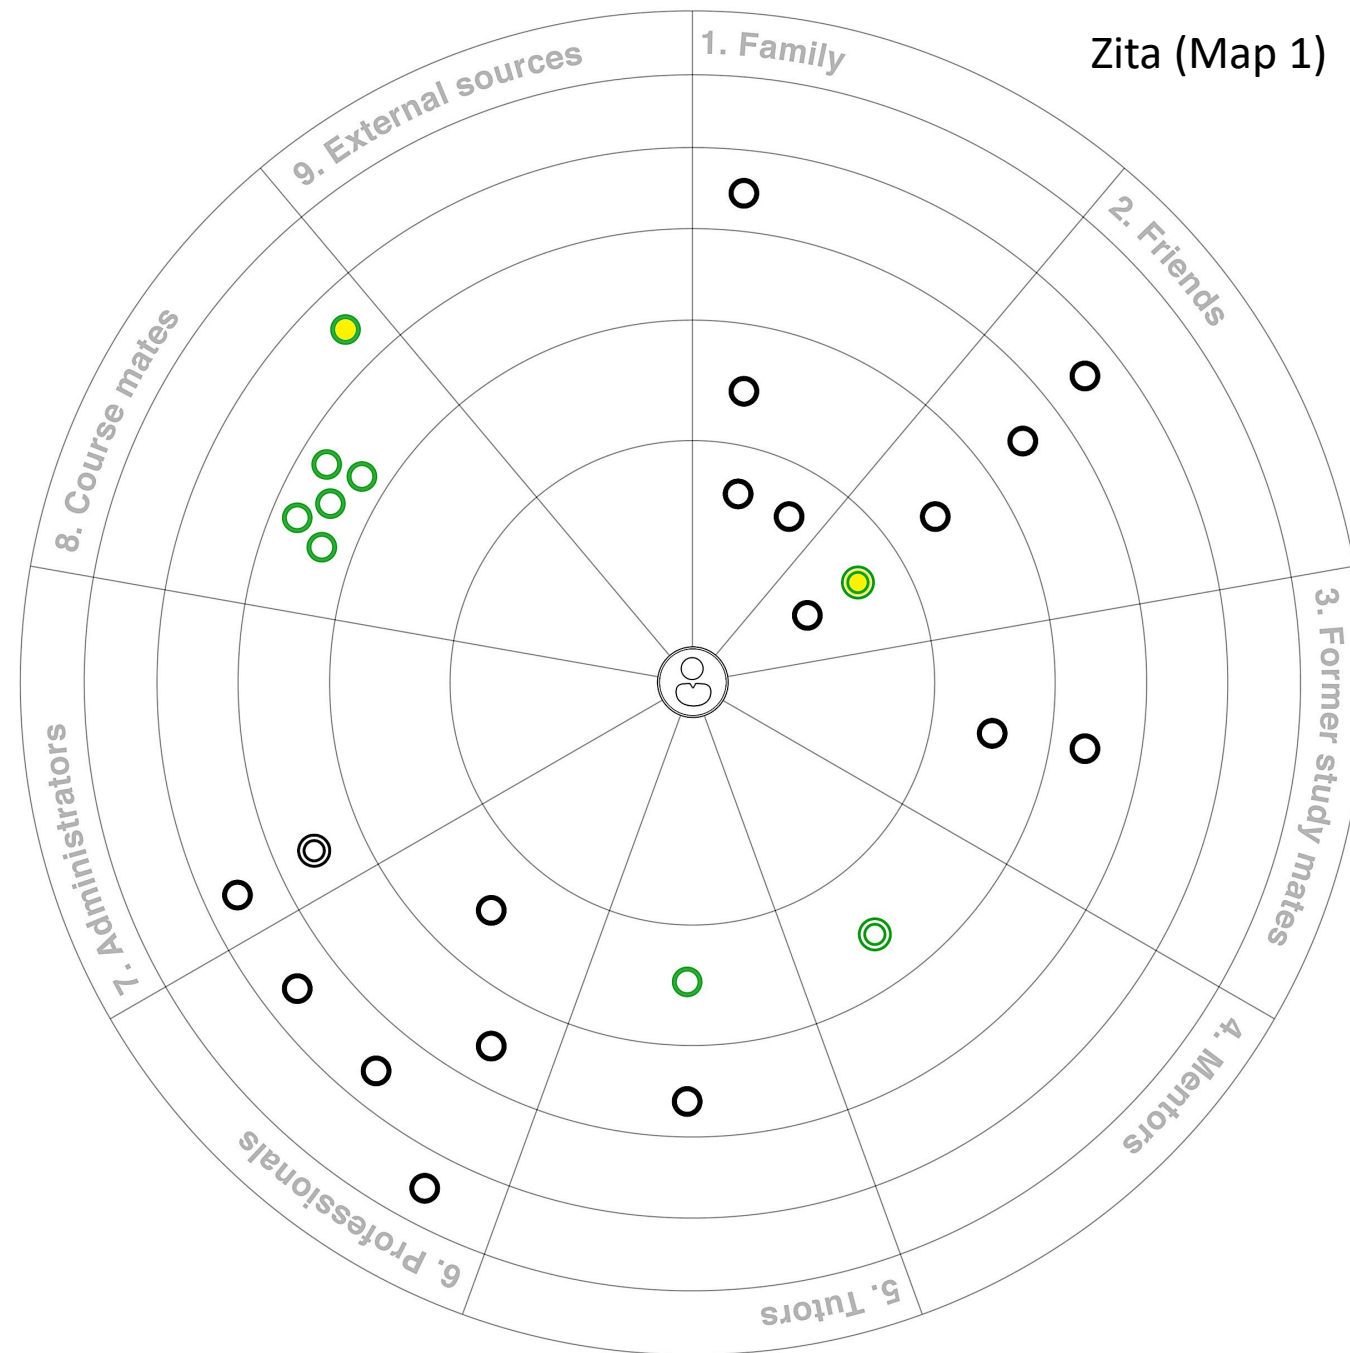 Zita (Map 1)
1. Family
2. Friends
3. Former study mates
4. Mentors
5. Tutors
6. Professionals
7. Administrators
8. Course mates
9. External sources